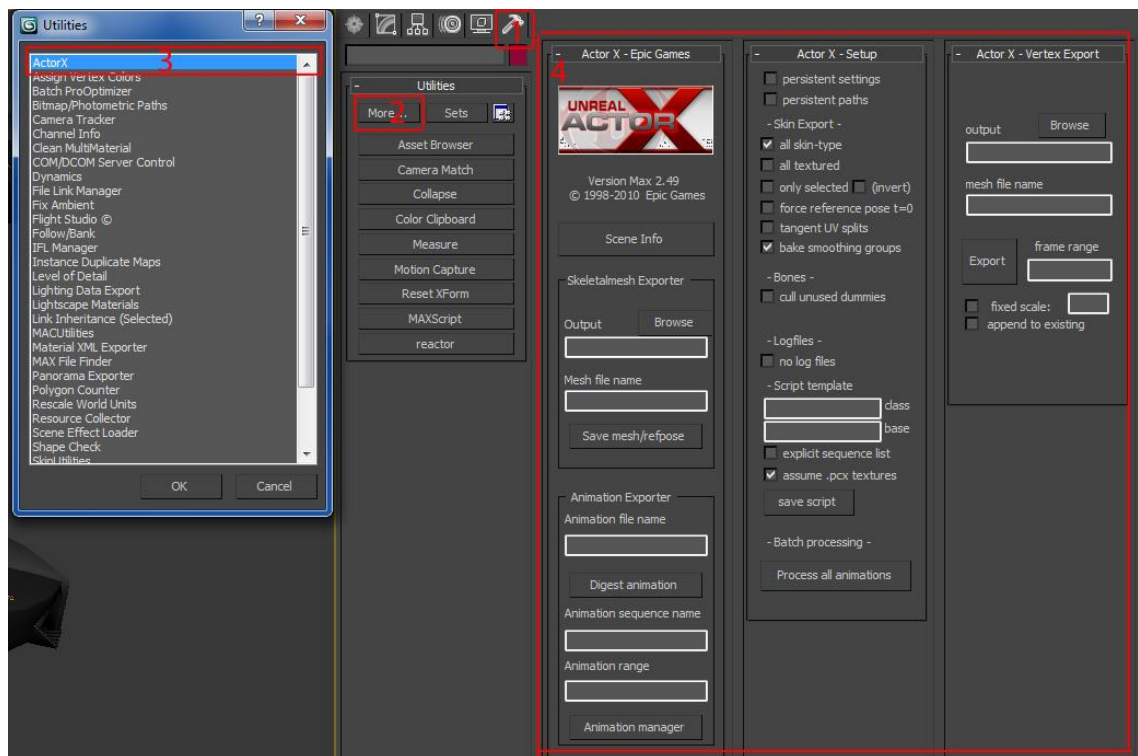 Utilities
3
ActorX
Assign Vertex Colors
Batch ProOptimizer
Bitmap/Photometric Paths
Camera Tracker
Channel Info
Clean MultiMaterial
COM/DCOM Server Control
Dynamics
File Link Manager
Fix Ambient
Flight Studio ©
Follow/Bank
IFL Manager
Instance Duplicate Maps
Level of Detail
Lighting Data Export
Lightscape Materials
Link Inheritance (Selected)
MACUtilities
Material XML Exporter
MAX File Finder
Panorama Exporter
Polygon Counter
Rescale World Units
Resource Collector
Scene Effect Loader
Shape Check
SkinUtilities
OK Cancel
1
- Utilities
More... Sets
2
Asset Browser
Camera Match
Collapse
Color Clipboard
Measure
Motion Capture
Reset XForm
MAXScript
reactor
4
- Actor X - Epic Games
UNREAL
ACTOR X
Version Max 2.49
© 1998-2010 Epic Games
Scene Info
Skeletalmesh Exporter
Output Browse
Mesh file name
Save mesh/refpose
Animation Exporter
Animation file name
Digest animation
Animation sequence name
Animation range
Animation manager
- Actor X - Setup
persistent settings
persistent paths
- Skin Export -
all skin-type
all textured
only selected (invert)
force reference pose t=0
tangent UV splits
bake smoothing groups
- Bones -
cull unused dummies
- Logfiles -
no log files
- Script template
class
base
explicit sequence list
assume .pcx textures
save script
- Batch processing -
Process all animations
- Actor X - Vertex Export
output Browse
mesh file name
Export frame range
fixed scale:
append to existing